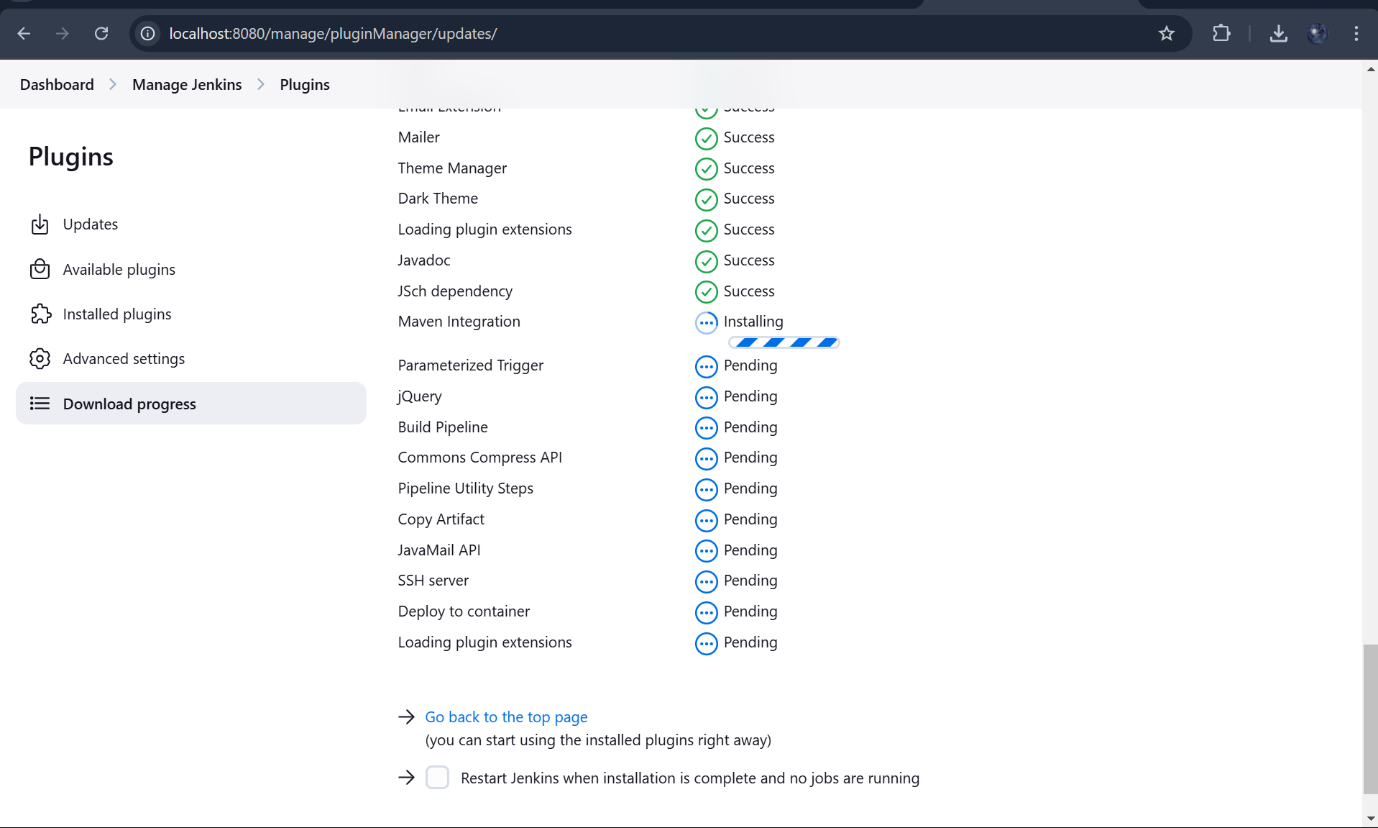 localhost:8080/manage/pluginManager/updates/
Dashboard > Manage Jenkins > Plugins
Plugins
Updates
Available plugins
Installed plugins
Advanced settings
Download progress
Email Extension Success
Mailer Success
Theme Manager Success
Dark Theme Success
Loading plugin extensions Success
Javadoc Success
JSch dependency Success
Maven Integration Installing
Parameterized Trigger Pending
jQuery Pending
Build Pipeline Pending
Commons Compress API Pending
Pipeline Utility Steps Pending
Copy Artifact Pending
JavaMail API Pending
SSH server Pending
Deploy to container Pending
Loading plugin extensions Pending
Go back to the top page
(you can start using the installed plugins right away)
Restart Jenkins when installation is complete and no jobs are running